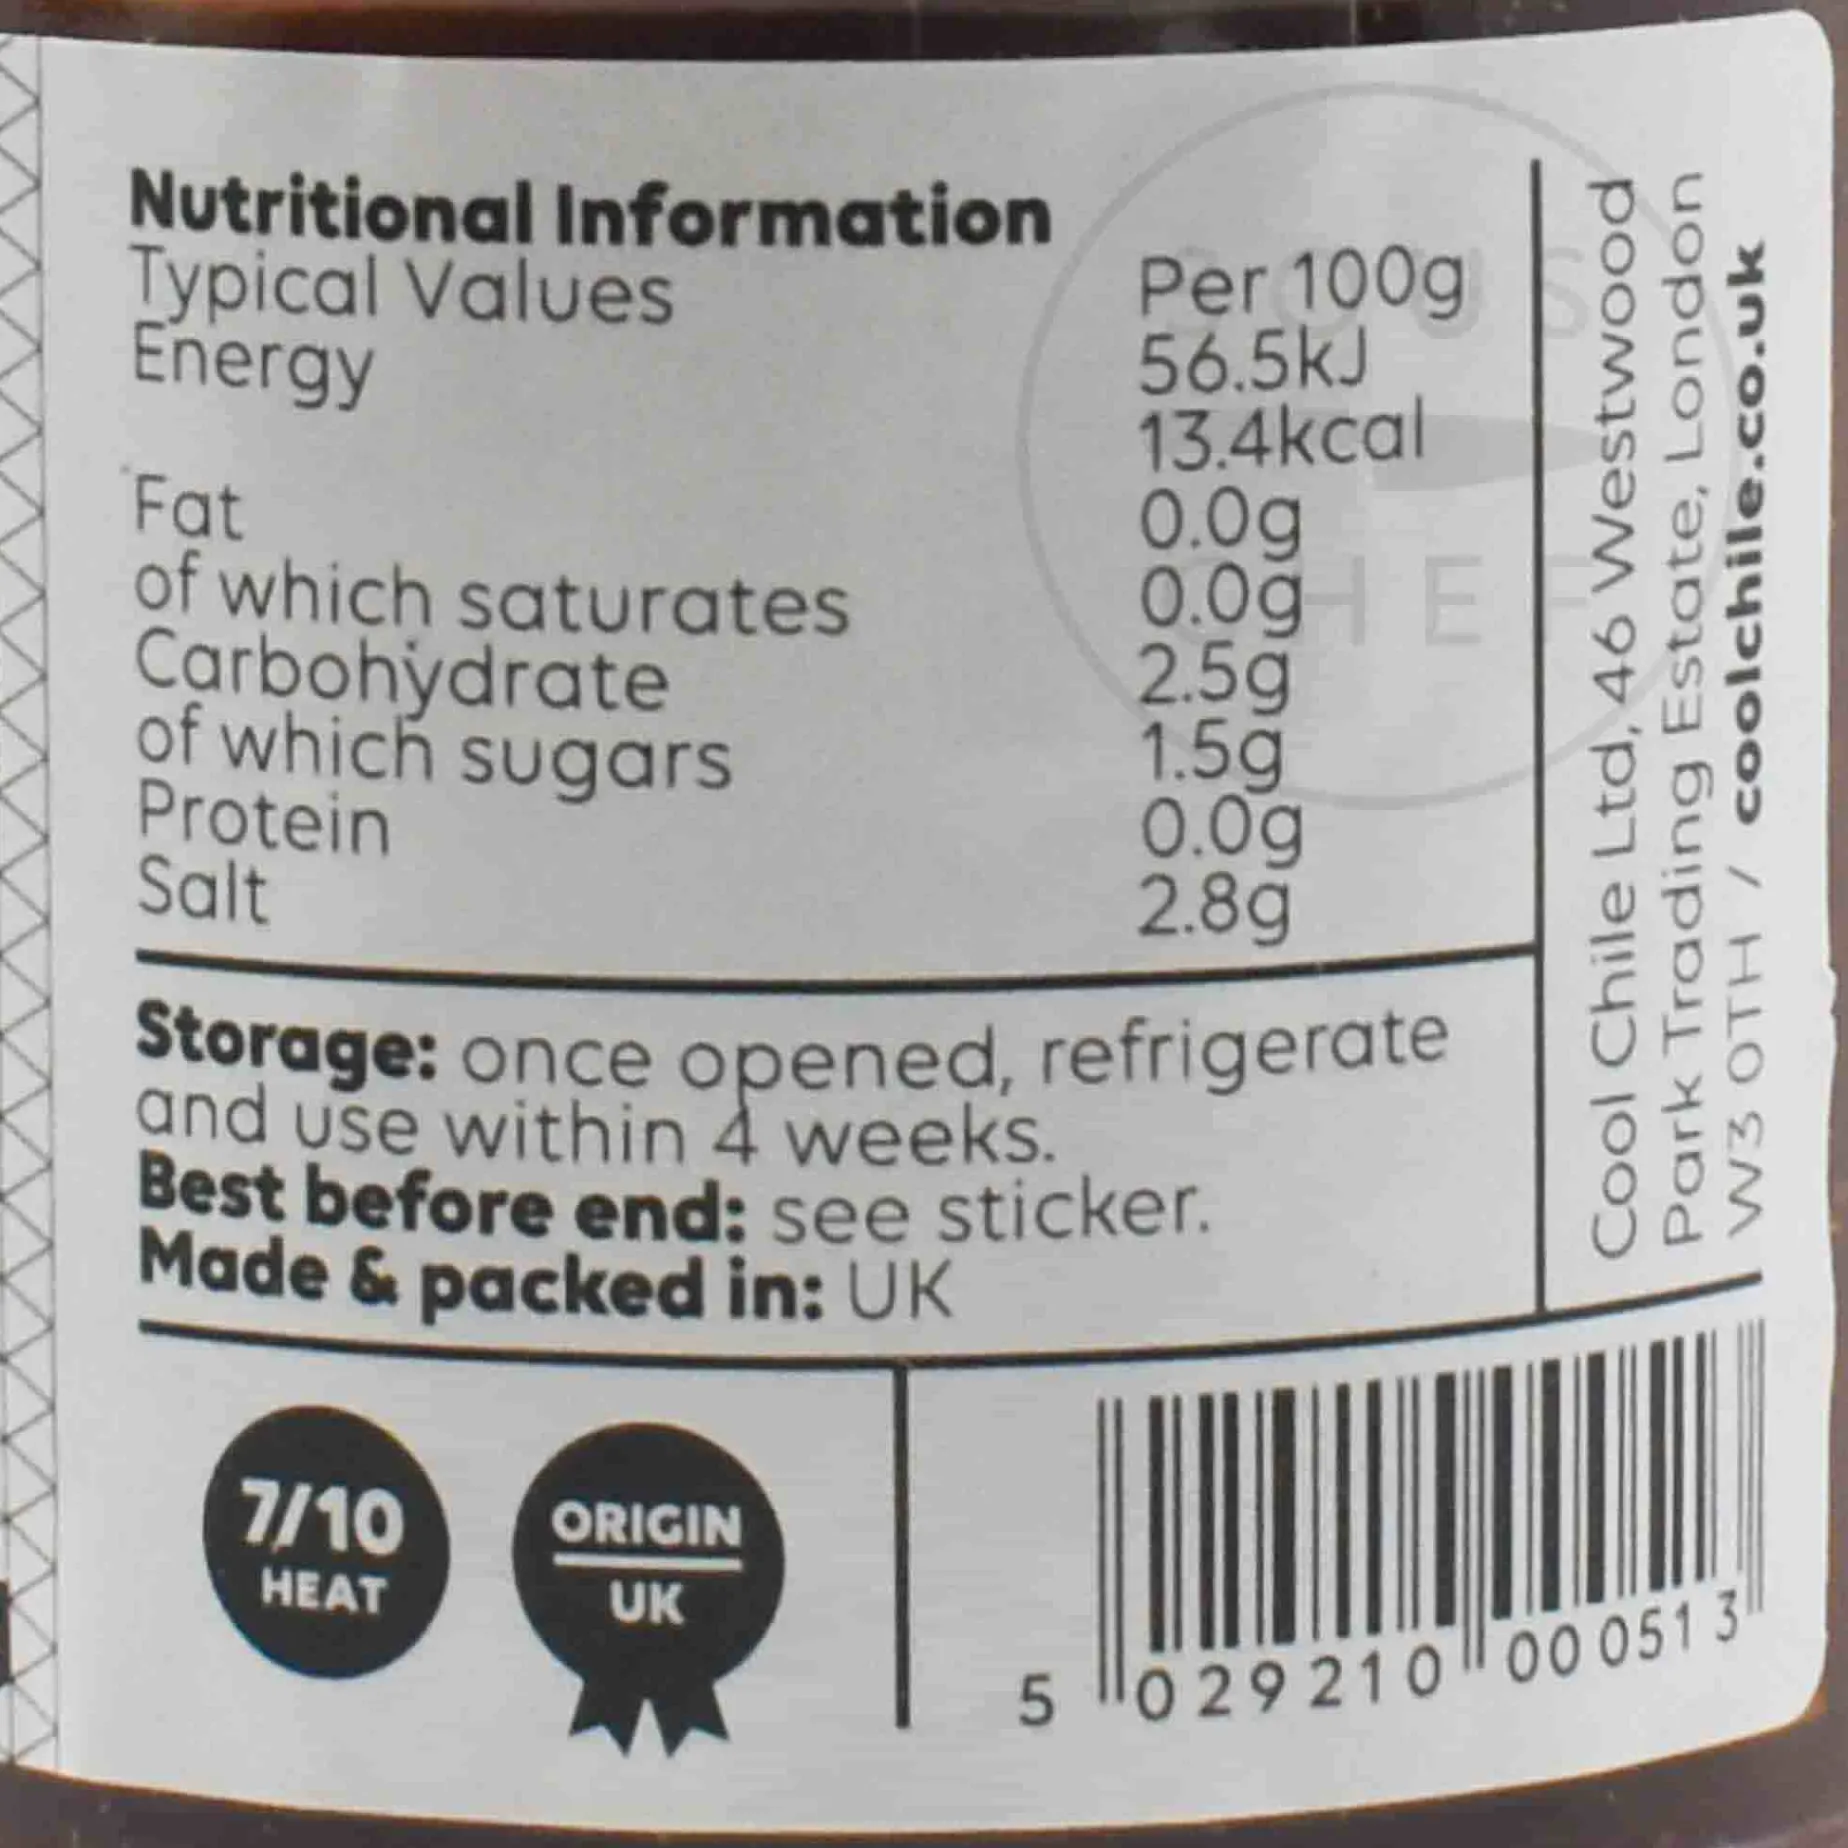 Nutritional Information
Typical Values Per 100g
Energy 56.5kJ
13.4kcal
Fat 0.0g
of which saturates 0.0g
Carbohydrate 2.5g
of which sugars 1.5g
Protein 0.0g
Salt 2.8g
Storage: once opened, refrigerate
and use within 4 weeks.
Best before end: see sticker.
Made & packed in: UK
Cool Chile Ltd, 46 Westwood
Park Trading Estate, London
W3 0TH / coolchile.co.uk
7/10
HEAT
ORIGIN
UK
5 029210 000513
SOUS
CHEF